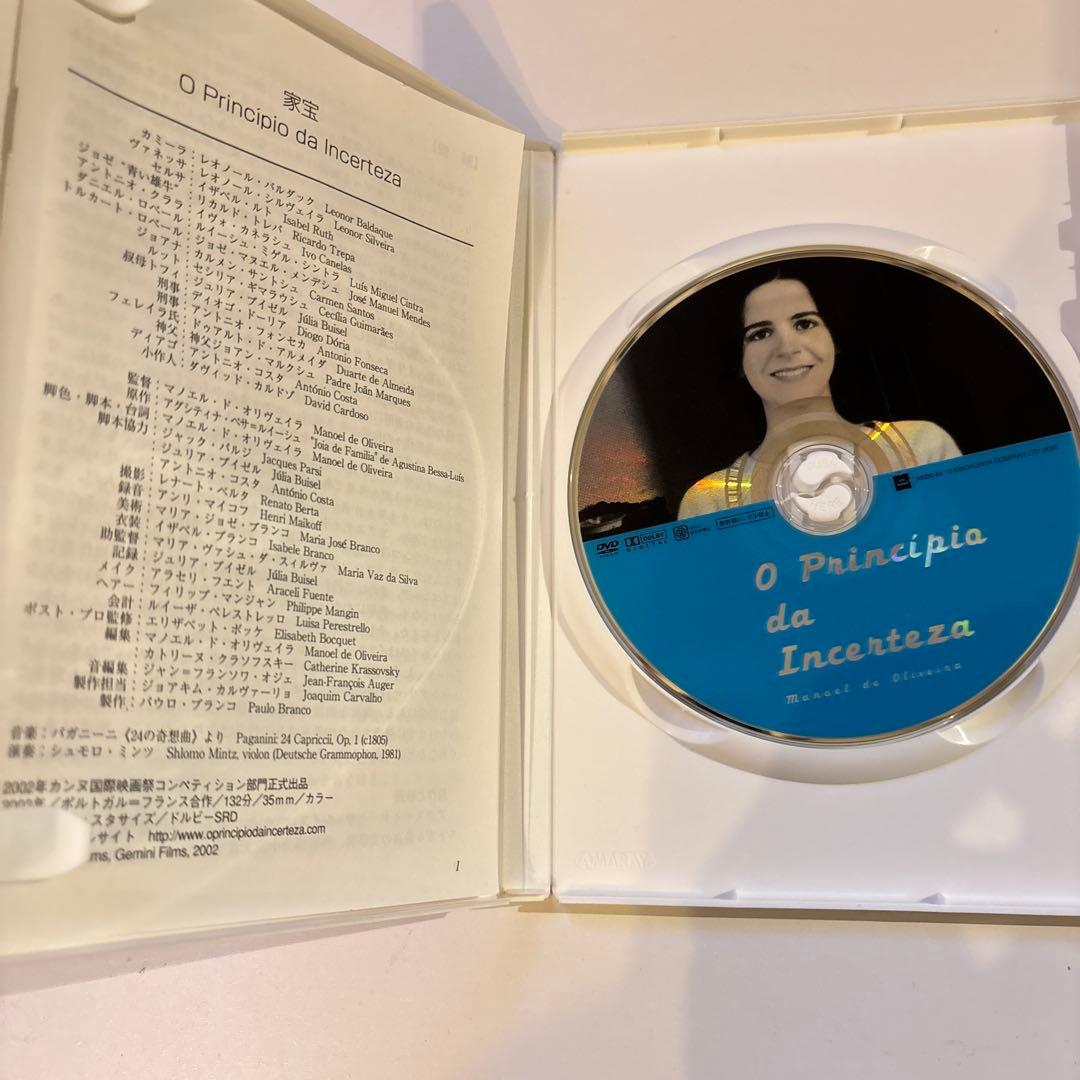 家宝
O Princípio da Incerteza
カミーラ：レオノール・バルダック Leonor Baldaque
ヴァネッサ：レオノール・シルヴェイラ Leonor Silveira
セルサ：イザベル・ルト Isabel Ruth
ジョゼ“青い雄牛”：リカルド・トレパ Ricardo Trepa
アントニオ・クララ：イヴォ・カネラシュ Ivo Canelas
ダニエル・ロペール：ルイーシュ・ミゲル・シントラ Luís Miguel Cintra
トルカート・ロペール：ジョゼ・マヌエル・メンデシュ José Manuel Mendes
ジョアナ：カルメン・サントシュ Carmen Santos
ルット：セシリア・ギマラウシュ Cecília Guimarães
叔母トフィ：ジュリア・ブイゼル Júlia Buisel
刑事：ディオゴ・ドーリア Diogo Dória
刑事：アントニオ・フォンセカ Antonio Fonseca
フェレイラ氏：ドゥアルト・ド・アルメイダ Duarte de Almeida
神父：神父ジョアン・マルクシュ Padre João Marques
ディアゴ：アントニオ・コスタ António Costa
小作人：ダヴィッド・カルドゾ David Cardoso
監督：マノエル・ド・オリヴェイラ Manoel de Oliveira
原作：アグシティナ・ベサ=ルイーシュ "Joia de Familia" de Agustina Bessa-Luís
脚色・脚本・台詞：マノエル・ド・オリヴェイラ Manoel de Oliveira
脚本協力：ジャック・パルジ Jacques Parsi
ジュリア・ブイゼル Júlia Buisel
アントニオ・コスタ António Costa
撮影：レナート・ベルタ Renato Berta
録音：アンリ・マイコフ Henri Maikoff
美術：マリア・ジョゼ・ブランコ Maria José Branco
衣装：イザベル・ブランコ Isabele Branco
助監督：マリア・ヴァシュ・ダ・スィルヴァ Maria Vaz da Silva
記録：ジュリア・ブイゼル Júlia Buisel
メイク：アラセリ・フエント Araceli Fuente
ヘアー：フィリップ・マンジャン Philippe Mangin
会計：ルイーザ・ペレストレッロ Luisa Perestrello
ポスト・プロ監修：エリザベット・ボッケ Elisabeth Bocquet
編集：マノエル・ド・オリヴェイラ Manoel de Oliveira
：カトリーヌ・クラソフスキー Catherine Krassovsky
音編集：ジャン=フランソワ・オジェ Jean-François Auger
製作担当：ジョアキム・カルヴァーリョ Joaquim Carvalho
製作：パウロ・ブランコ Paulo Branco
音楽：パガニーニ《24の奇想曲》より Paganini: 24 Capriccii, Op, 1 (c1805)
演奏：シュモロ・ミンツ Shlomo Mintz, violon (Deutsche Grammophon, 1981)
2002年カンヌ国際映画祭コンペティション部門正式出品
2002年／ポルトガル＝フランス合作／132分／35mm／カラー
スタサイズ／ドルビーSRD
ルサイト http://www.oprincipiodaincerteza.com
ms, Gemini Films, 2002
1
KKDS-54 © KINOKUNIYA COMPANY LTD. 2003
DVD VIDEO
DOLBY DIGITAL
無許諾レンタル禁止
O Princípio
da
Incerteza
Manoel de Oliveira
AMARAY